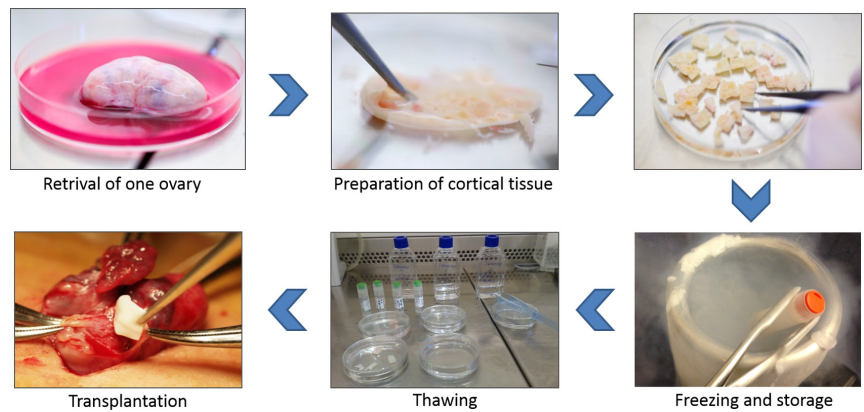 Retrival of one ovary
Preparation of cortical tissue
Freezing and storage
Thawing
Transplantation